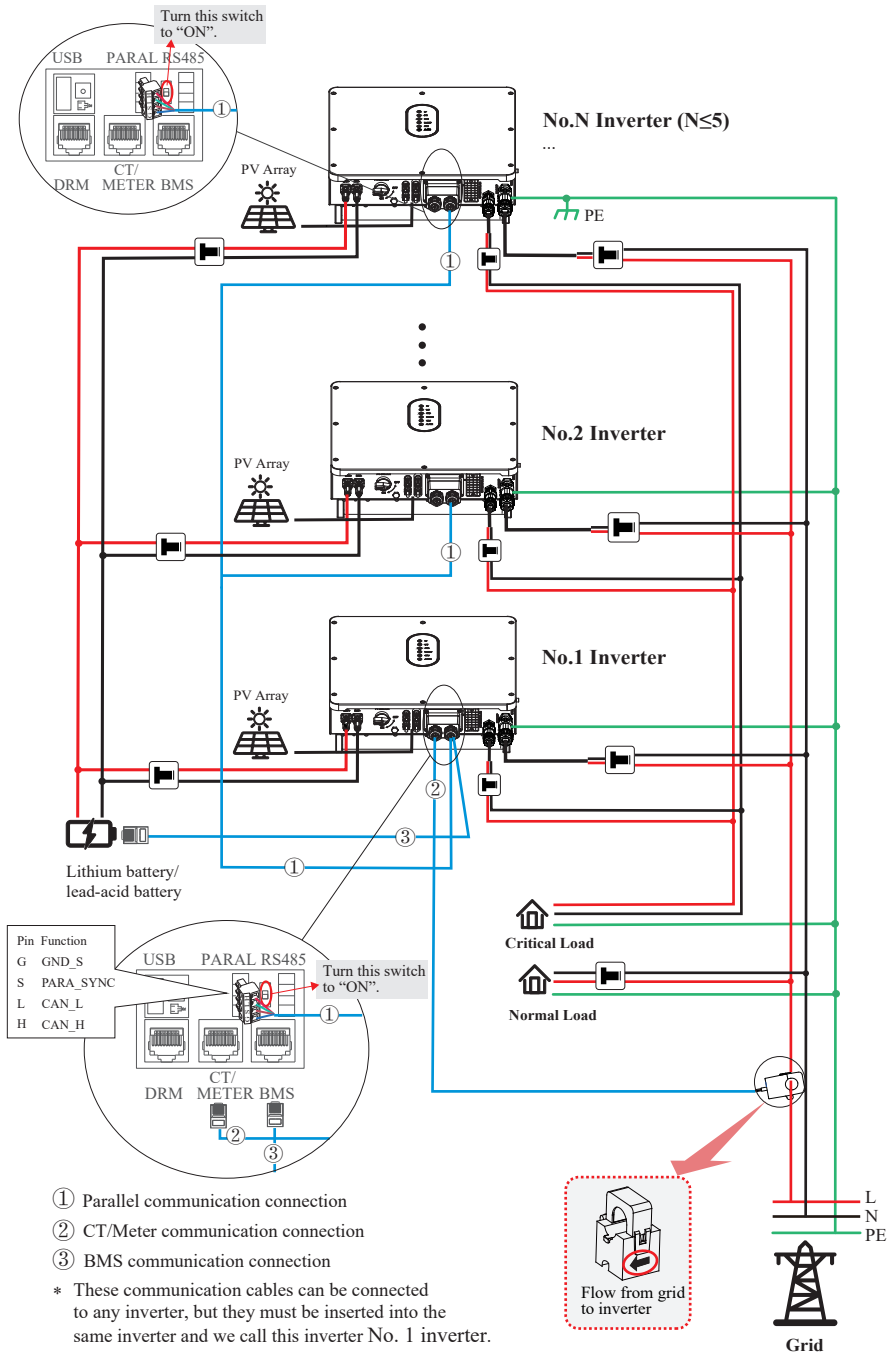 Turn this switch
to “ON”.
USB PARAL RS485
①
DRM CT/
METER BMS
PV Array
No.N Inverter (N≤5)
...
PE
①
No.2 Inverter
PV Array
①
No.1 Inverter
PV Array
②
③
①
Lithium battery/
lead-acid battery
Critical Load
Normal Load
Pin Function
G GND_S
S PARA_SYNC
L CAN_L
H CAN_H
USB PARAL RS485
Turn this switch
to “ON”.
①
DRM CT/
METER BMS
②
③
① Parallel communication connection
② CT/Meter communication connection
③ BMS communication connection
* These communication cables can be connected
to any inverter, but they must be inserted into the
same inverter and we call this inverter No. 1 inverter.
Flow from grid
to inverter
L
N
PE
Grid